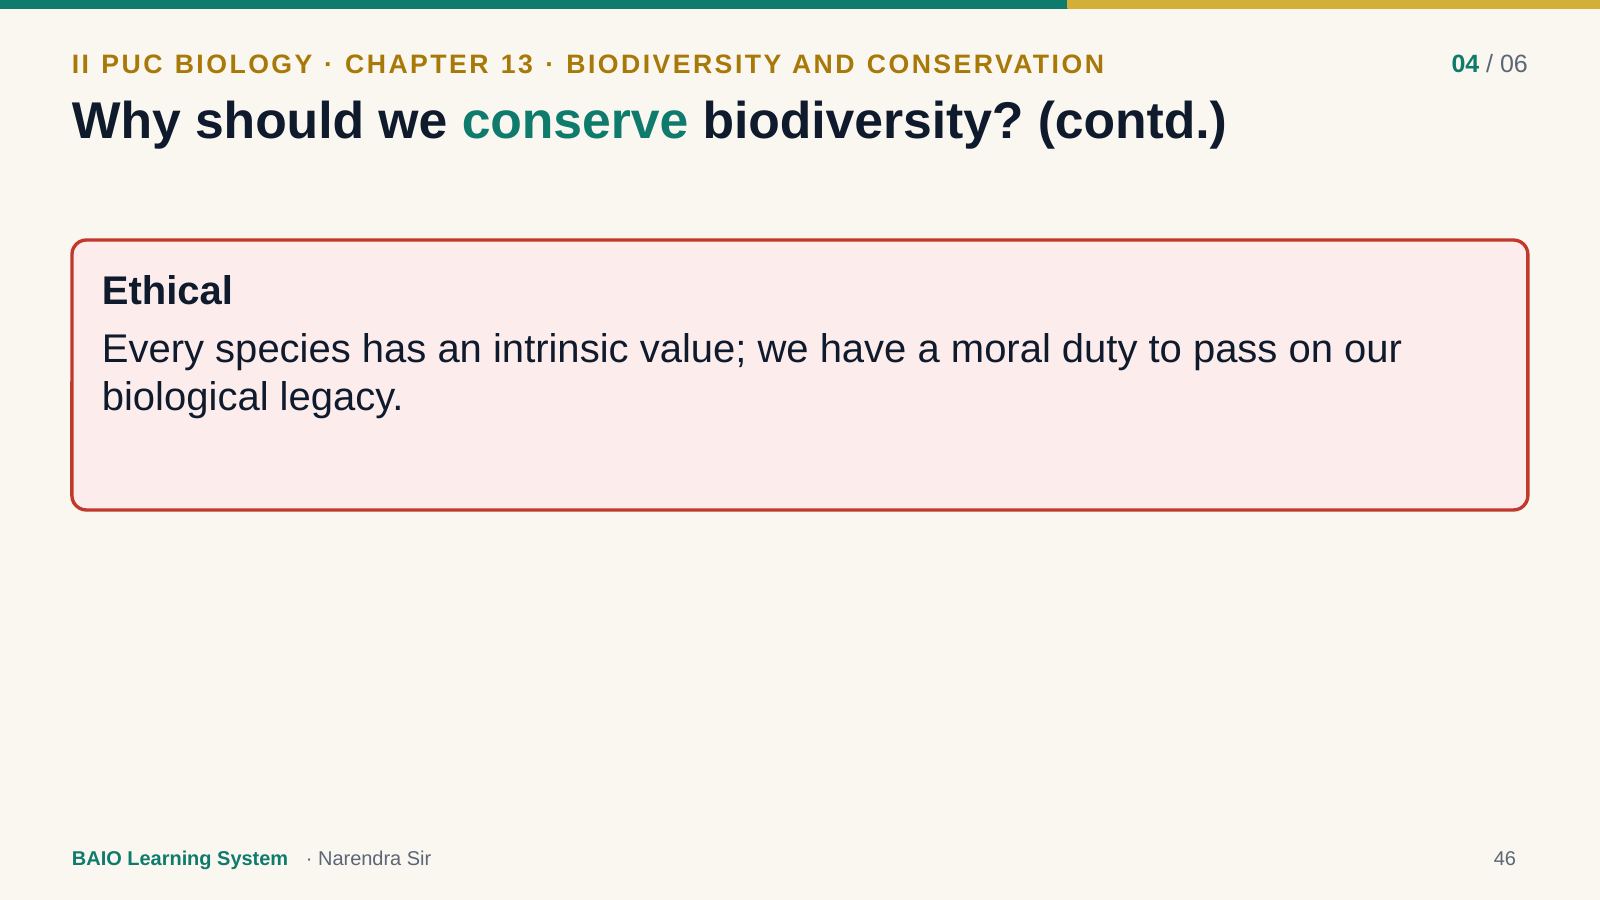 II PUC BIOLOGY · CHAPTER 13 · BIODIVERSITY AND CONSERVATION
04 / 06
Why should we conserve biodiversity? (contd.)
Ethical
Every species has an intrinsic value; we have a moral duty to pass on our
biological legacy.
BAIO Learning System · Narendra Sir
46